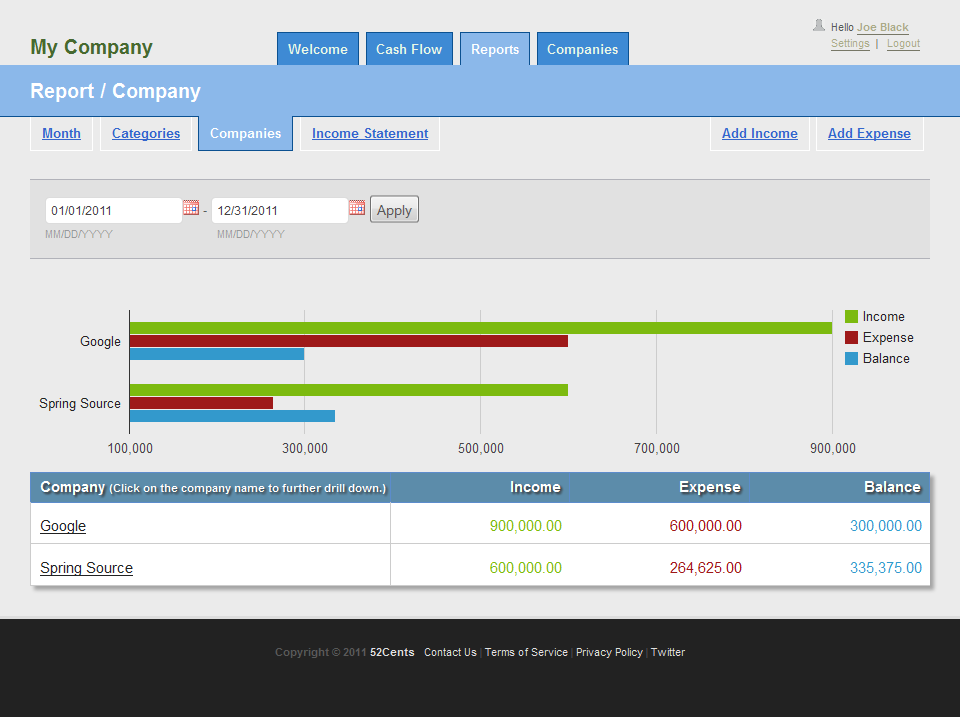 Hello Joe Black
My Company Welcome Cash Flow Reports Companies
Settings | Logout
Report / Company
Month Categories Companies Income Statement Add Income Add Expense
01/01/2011 - 12/31/2011 Apply
MM/DD/YYYY MM/DD/YYYY
Income
Expense
Balance
Google
Spring Source
100,000 300,000 500,000 700,000 900,000
Company (Click on the company name to further drill down.) Income Expense Balance
Google 900,000.00 600,000.00 300,000.00
Spring Source 600,000.00 264,625.00 335,375.00
Copyright © 2011 52Cents Contact Us | Terms of Service | Privacy Policy | Twitter